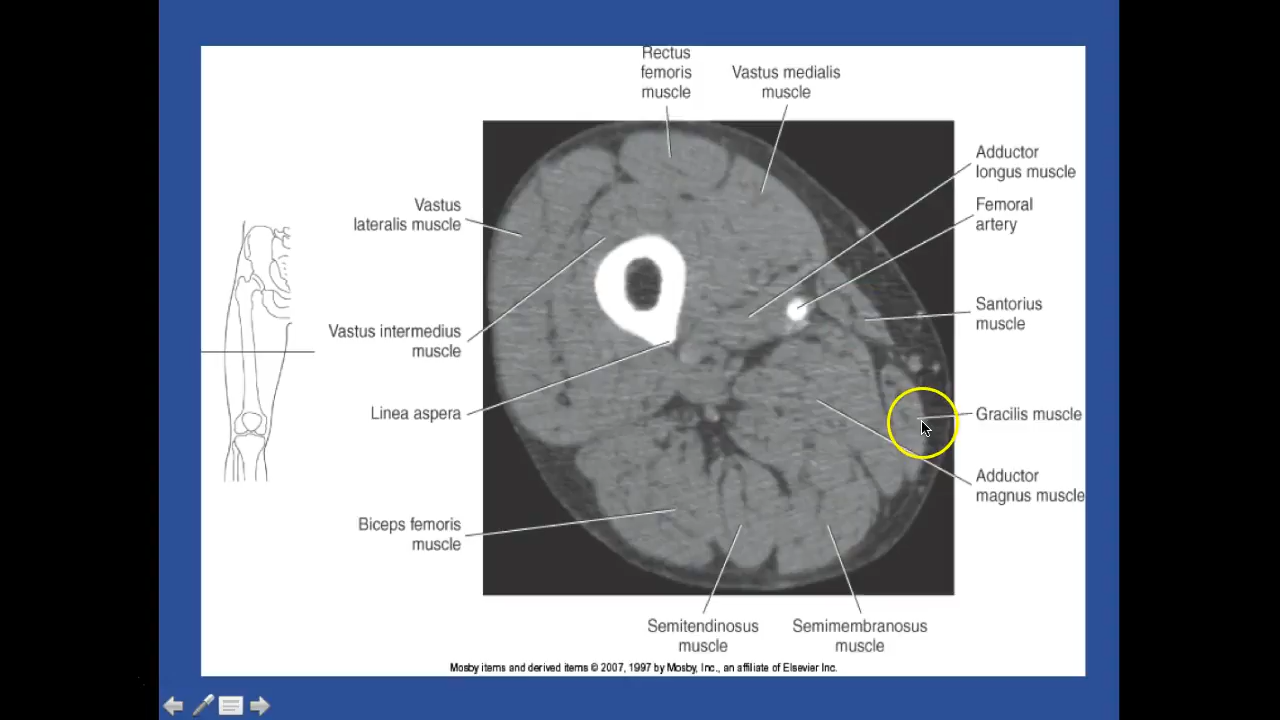 Rectus
femoris
muscle
Vastus medialis
muscle
Adductor
longus muscle
Femoral
artery
Vastus
lateralis muscle
Santorius
muscle
Vastus intermedius
muscle
Linea aspera
Gracilis muscle
Adductor
magnus muscle
Biceps femoris
muscle
Semitendinosus
muscle
Semimembranosus
muscle
Mosby items and derived items © 2007, 1997 by Mosby, Inc., an affiliate of Elsevier Inc.